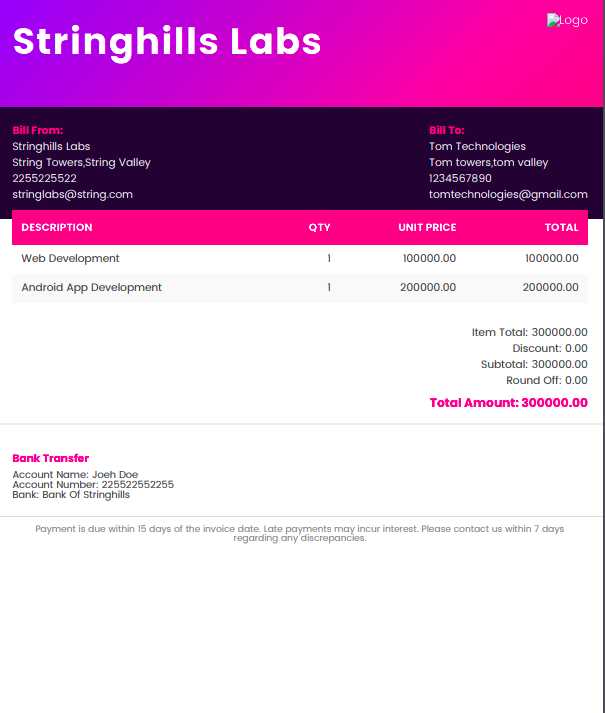 Stringhills Labs
Logo
Bill From:
Stringhills Labs
String Towers,String Valley
2255225522
stringlabs@string.com
Bill To:
Tom Technologies
Tom towers,tom valley
1234567890
tomtechnologies@gmail.com
DESCRIPTION QTY UNIT PRICE TOTAL
Web Development 1 100000.00 100000.00
Android App Development 1 200000.00 200000.00
Item Total: 300000.00
Discount: 0.00
Subtotal: 300000.00
Round Off: 0.00
Total Amount: 300000.00
Bank Transfer
Account Name: Joeh Doe
Account Number: 225522552255
Bank: Bank Of Stringhills
Payment is due within 15 days of the invoice date. Late payments may incur interest. Please contact us within 7 days
regarding any discrepancies.